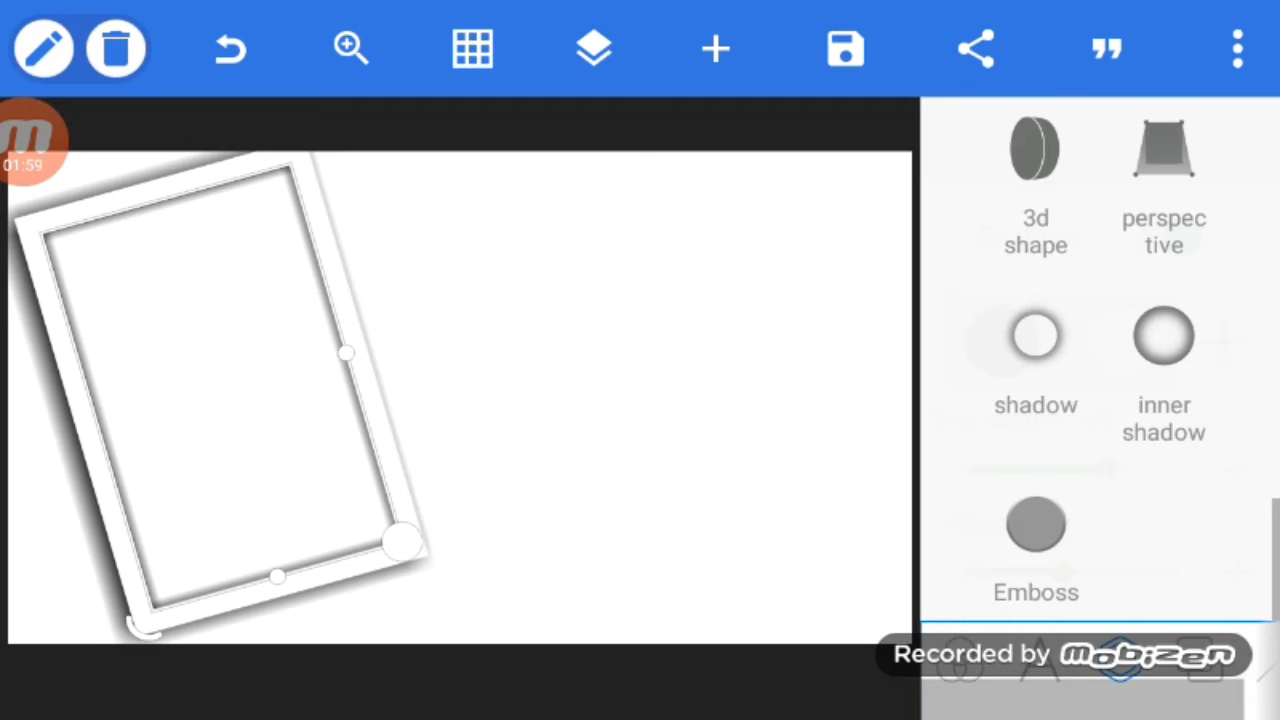 01:59
3d
shape
perspec
tive
shadow
inner
shadow
Emboss
Recorded by mobizen